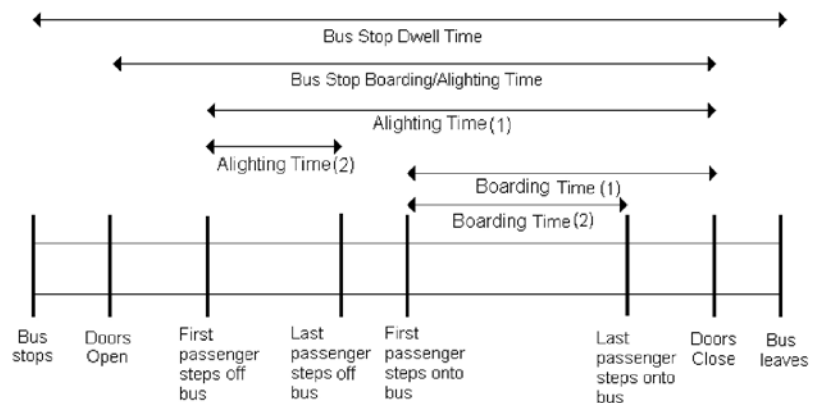 Bus Stop Dwell Time
Bus Stop Boarding/Alighting Time
Alighting Time(1)
Alighting Time(2)
Boarding Time(1)
Boarding Time(2)
Bus
stops
Doors
Open
First
passenger
steps off
bus
Last
passenger
steps off
bus
First
passenger
steps onto
bus
Last
passenger
steps onto
bus
Doors
Close
Bus
leaves